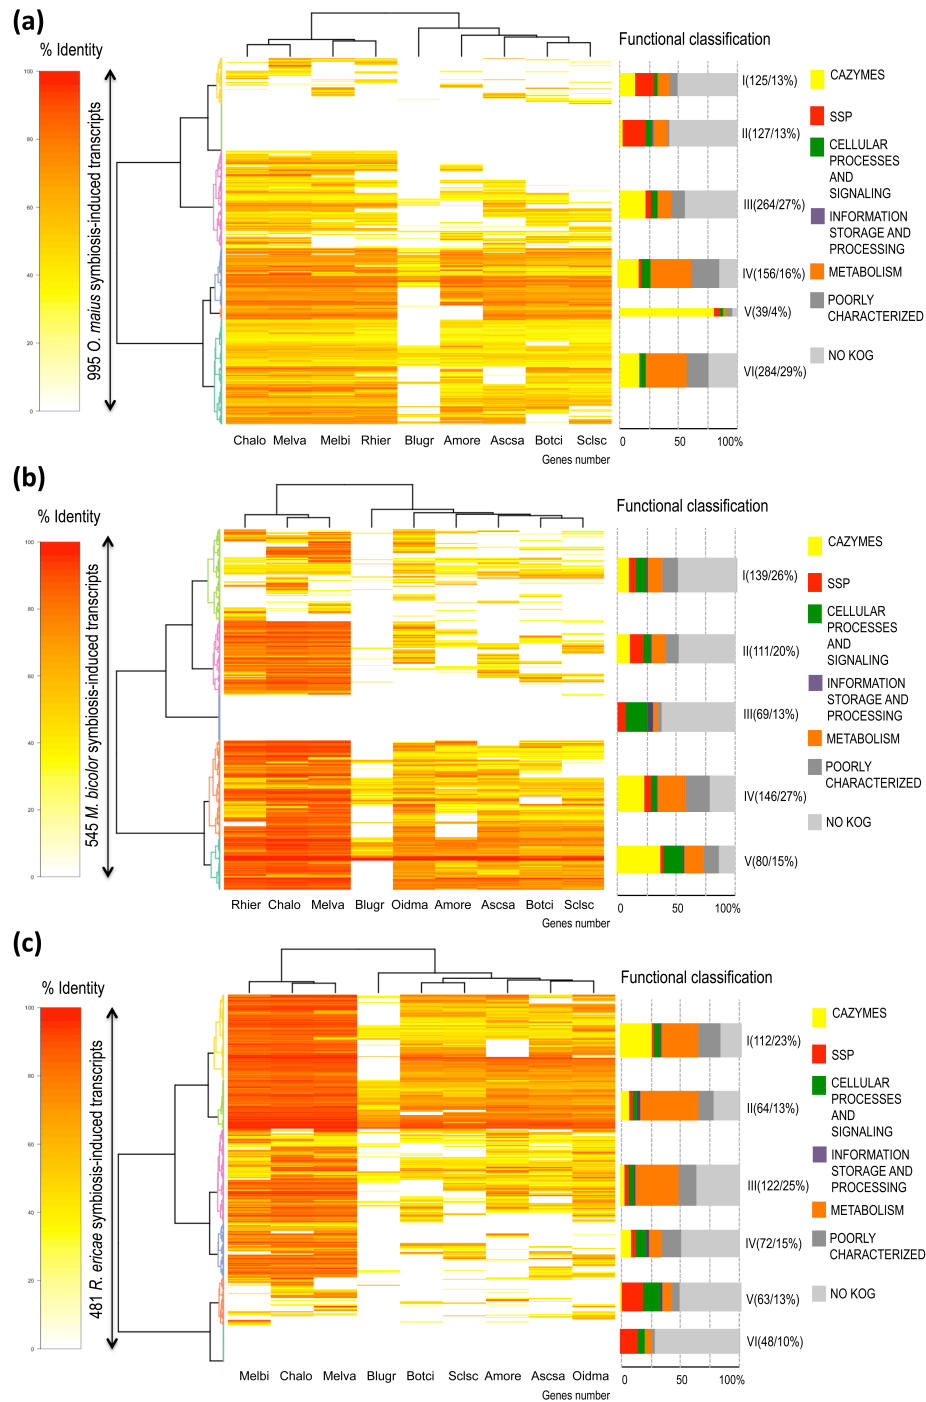 (a)
% Identity
100
80
60
40
20
0
995 O. maius symbiosis-induced transcripts
Chalo Melva Melbi Rhier Blugr Amore Ascsa Botci Sclsc
Genes number
Functional classification
I(125/13%)
II(127/13%)
III(264/27%)
IV(156/16%)
V(39/4%)
VI(284/29%)
0 50 100%
CAZYMES
SSP
CELLULAR
PROCESSES
AND
SIGNALING
INFORMATION
STORAGE AND
PROCESSING
METABOLISM
POORLY
CHARACTERIZED
NO KOG
(b)
% Identity
100
80
60
40
20
0
545 M. bicolor symbiosis-induced transcripts
Rhier Chalo Melva Blugr Oidma Amore Ascsa Botci Sclsc
Genes number
Functional classification
I(139/26%)
II(111/20%)
III(69/13%)
IV(146/27%)
V(80/15%)
0 50 100%
CAZYMES
SSP
CELLULAR
PROCESSES
AND
SIGNALING
INFORMATION
STORAGE AND
PROCESSING
METABOLISM
POORLY
CHARACTERIZED
NO KOG
(c)
% Identity
100
80
60
40
20
0
481 R. ericae symbiosis-induced transcripts
Melbi Chalo Melva Blugr Botci Sclsc Amore Ascsa Oidma
Genes number
Functional classification
I(112/23%)
II(64/13%)
III(122/25%)
IV(72/15%)
V(63/13%)
VI(48/10%)
0 50 100%
CAZYMES
SSP
CELLULAR
PROCESSES
AND
SIGNALING
INFORMATION
STORAGE AND
PROCESSING
METABOLISM
POORLY
CHARACTERIZED
NO KOG